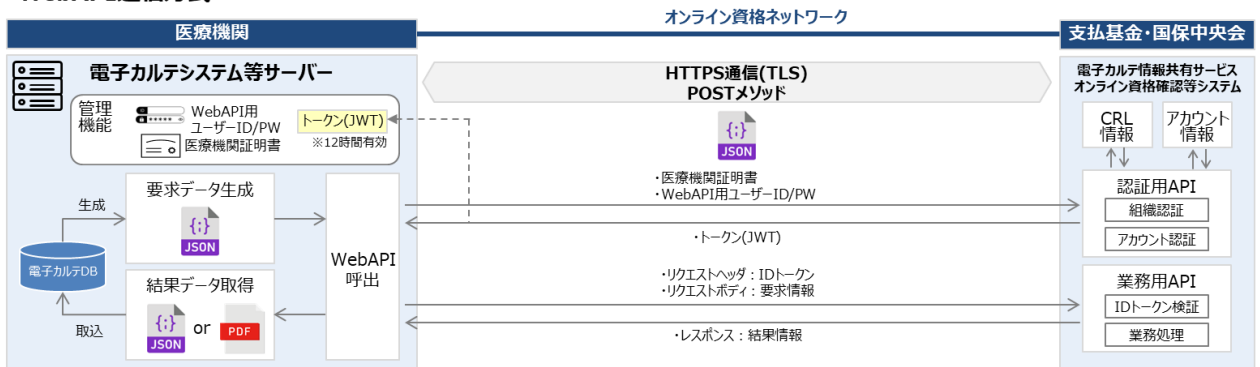 オンライン資格ネットワーク
医療機関
支払基金・国保中央会
電子カルテシステム等サーバー
管理
機能
WebAPI用
ユーザーID/PW
医療機関証明書
トークン(JWT)
※12時間有効
HTTPS通信(TLS)
POSTメソッド
{;}
JSON
電子カルテ情報共有サービス
オンライン資格確認等システム
CRL
情報
アカウント
情報
生成
要求データ生成
{;}
JSON
電子カルテDB
取込
結果データ取得
{;}
JSON
or
PDF
WebAPI
呼出
・医療機関証明書
・WebAPI用ユーザーID/PW
・トークン(JWT)
・リクエストヘッダ：IDトークン
・リクエストボディ：要求情報
・レスポンス：結果情報
認証用API
組織認証
アカウント認証
業務用API
IDトークン検証
業務処理